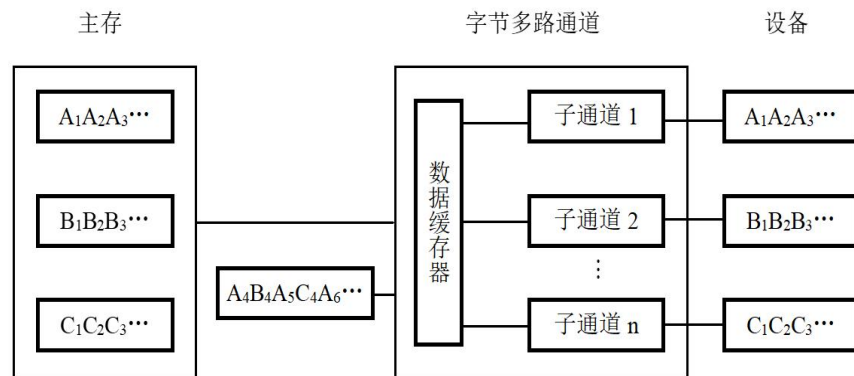 主存 字节多路通道 设备
A₁A₂A₃⋯ 子通道 1 A₁A₂A₃⋯
数据缓存器
B₁B₂B₃⋯ 子通道 2 B₁B₂B₃⋯
⋮
A₄B₄A₅C₄A₆⋯
C₁C₂C₃⋯ 子通道 n C₁C₂C₃⋯